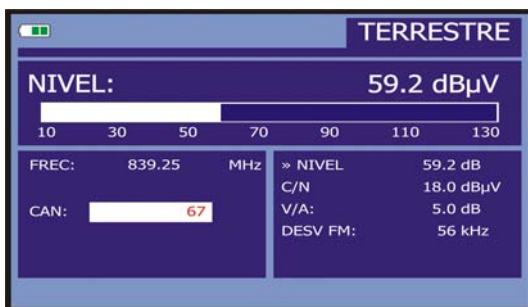 TERRESTRE
NIVEL: 59.2 dBµV
10 30 50 70 90 110 130
FREC: 839.25 MHz
CAN: 67
» NIVEL 59.2 dB
C/N 18.0 dBµV
V/A: 5.0 dB
DESV FM: 56 kHz